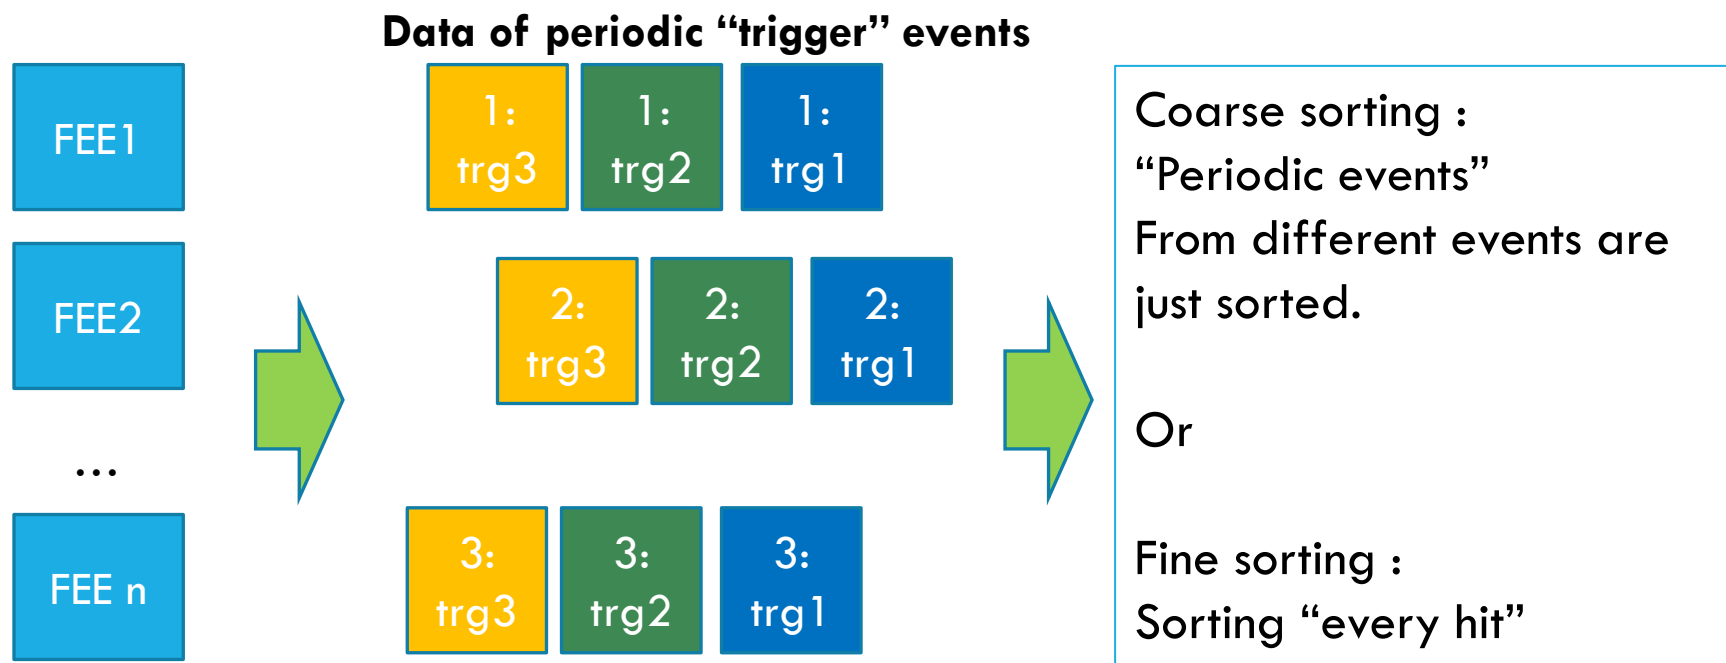 Data of periodic “trigger” events
FEE1
FEE2
...
FEE n
1:
trg3
1:
trg2
1:
trg1
2:
trg3
2:
trg2
2:
trg1
3:
trg3
3:
trg2
3:
trg1
Coarse sorting :
“Periodic events”
From different events are
just sorted.
Or
Fine sorting :
Sorting “every hit”